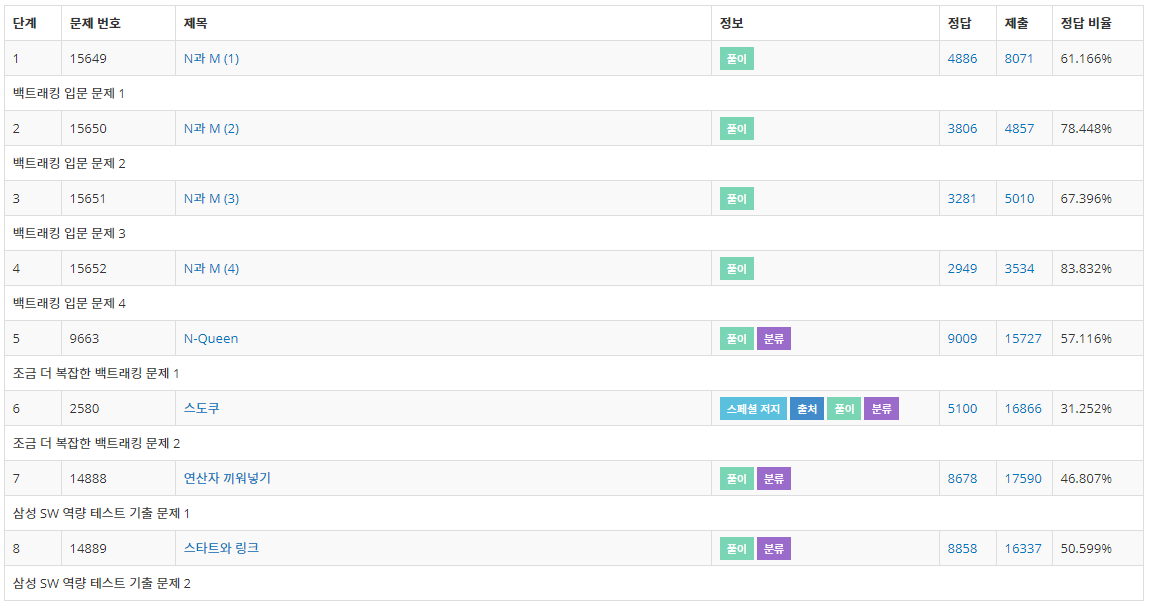 단계 문제 번호 제목 정보 정답 제출 정답 비율
1 15649 N과 M (1) 풀이 4886 8071 61.166%
백트래킹 입문 문제 1
2 15650 N과 M (2) 풀이 3806 4857 78.448%
백트래킹 입문 문제 2
3 15651 N과 M (3) 풀이 3281 5010 67.396%
백트래킹 입문 문제 3
4 15652 N과 M (4) 풀이 2949 3534 83.832%
백트래킹 입문 문제 4
5 9663 N-Queen 풀이 분류 9009 15727 57.116%
조금 더 복잡한 백트래킹 문제 1
6 2580 스도쿠 스페셜 저지 출처 풀이 분류 5100 16866 31.252%
조금 더 복잡한 백트래킹 문제 2
7 14888 연산자 끼워넣기 풀이 분류 8678 17590 46.807%
삼성 SW 역량 테스트 기출 문제 1
8 14889 스타트와 링크 풀이 분류 8858 16337 50.599%
삼성 SW 역량 테스트 기출 문제 2